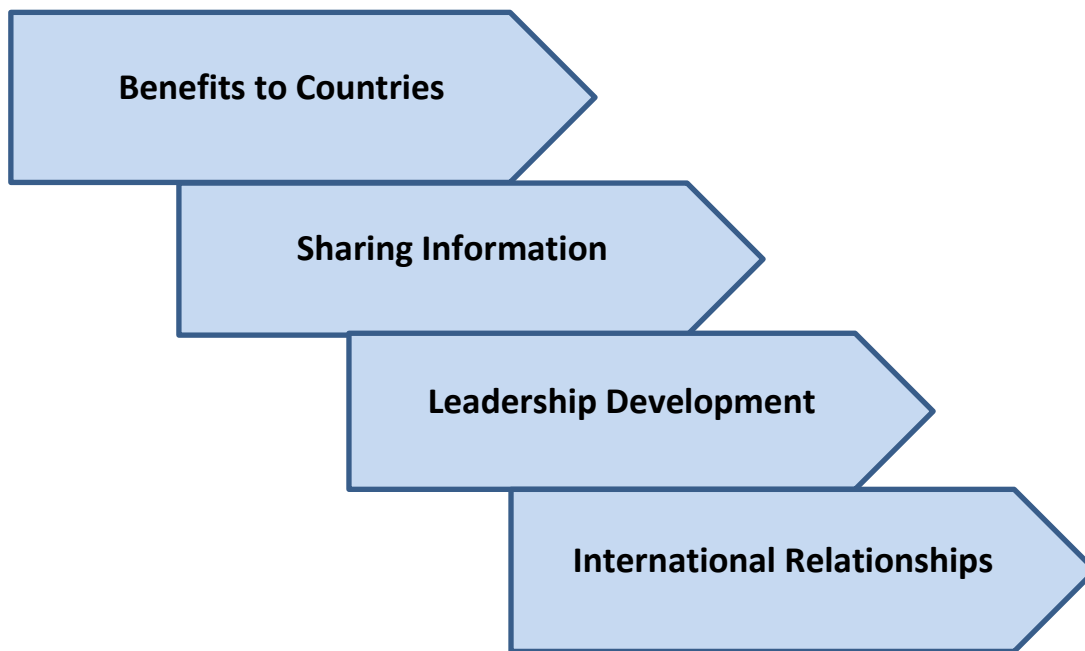 Benefits to Countries
Sharing Information
Leadership Development
International Relationships